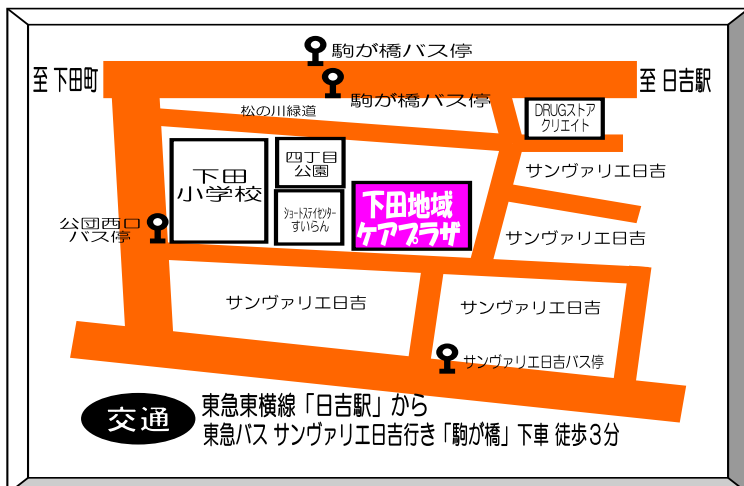 駒が橋バス停
至 下田町
至 日吉駅
駒が橋バス停
松の川緑道
DRUGストア
クリエイト
下田
小学校
四丁目
公園
サンヴァリエ日吉
ショートステイセンター
すいらん
下田地域
ケアプラザ
公団西口
バス停
サンヴァリエ日吉
サンヴァリエ日吉
サンヴァリエ日吉
サンヴァリエ日吉バス停
交通
東急東横線「日吉駅」から
東急バス サンヴァリエ日吉行き「駒が橋」下車 徒歩3分